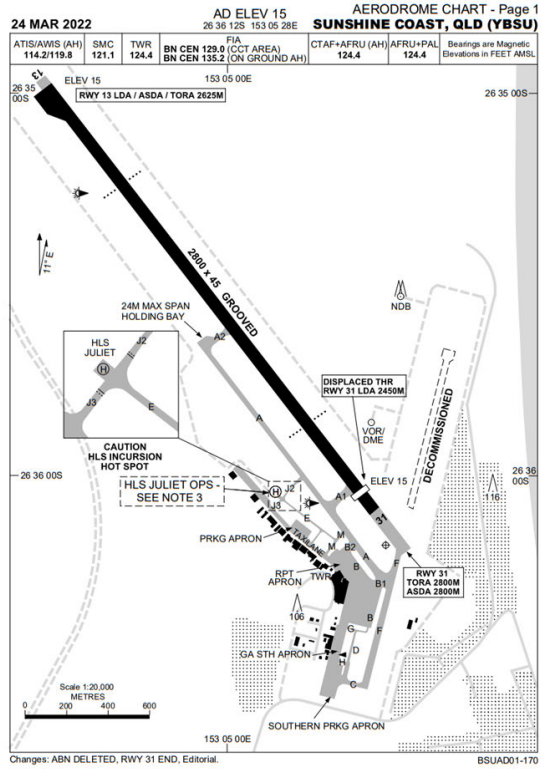 24 MAR 2022
AD ELEV 15
26 36 12S 153 05 28E
AERODROME CHART - Page 1
SUNSHINE COAST, QLD (YBSU)
ATIS/AWIS (AH)
114.2/119.8
SMC
121.1
TWR
124.4
FIA
BN CEN 129.0 (CCT AREA)
BN CEN 135.2 (ON GROUND AH)
CTAF+AFRU (AH)
124.4
AFRU+PAL
124.4
Bearings are Magnetic
Elevations in FEET AMSL
153 05 00E
13
ELEV 15
26 35
00S
26 35
00S
RWY 13 LDA / ASDA / TORA 2625M
11° E
2800 x 45 GROOVED
NDB
24M MAX SPAN
HOLDING BAY
A2
HLS
JULIET
H
J2
J3
E
CAUTION
HLS INCURSION
HOT SPOT
A
DISPLACED THR
RWY 31 LDA 2450M
DECOMMISSIONED
VOR/
DME
26 36 00S
26 36
00S
ELEV 15
116
HLS JULIET OPS -
SEE NOTE 3
H
J2
J3
E
A1
31
PRKG APRON
TAXILANE
M
M
B2
A
B
F
RPT
APRON
TWR
B1
RWY 31
TORA 2800M
ASDA 2800M
106
B
G
F
GA STH APRON
D
H
C
Scale 1:20,000
METRES
0 200 400 600
SOUTHERN PRKG APRON
153 05 00E
Changes: ABN DELETED, RWY 31 END, Editorial.
BSUAD01-170